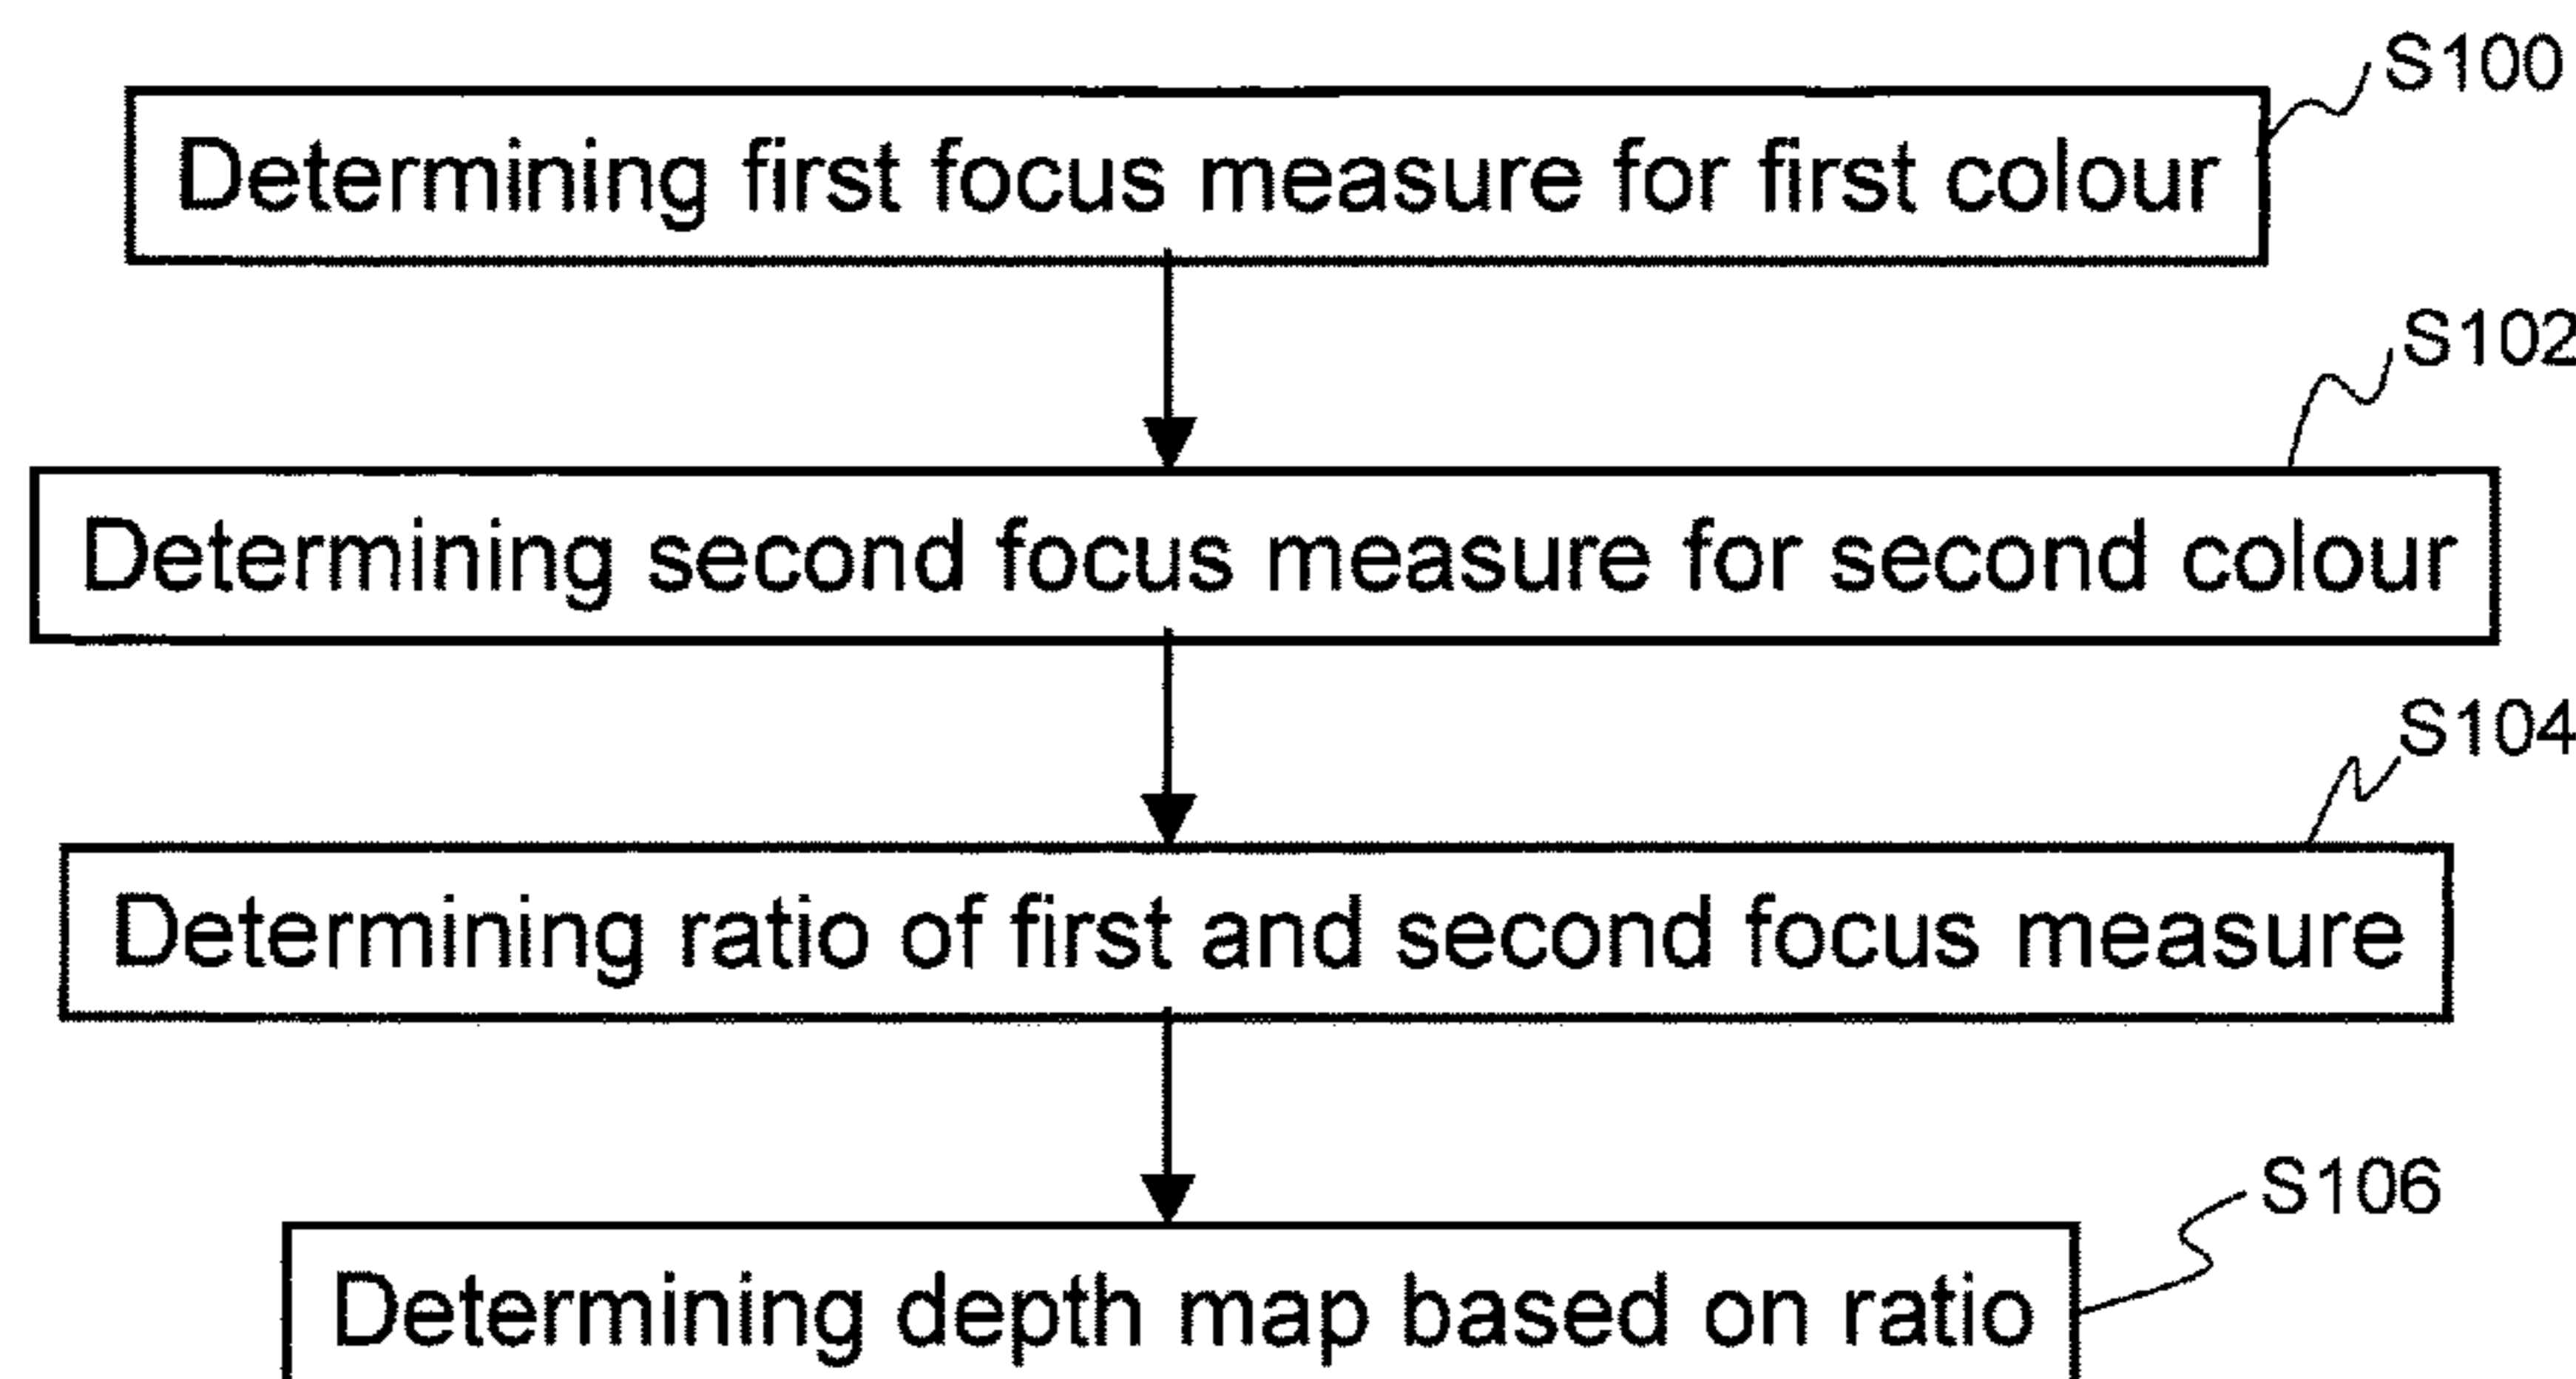 S100
Determining first focus measure for first colour
S102
Determining second focus measure for second colour
S104
Determining ratio of first and second focus measure
S106
Determining depth map based on ratio